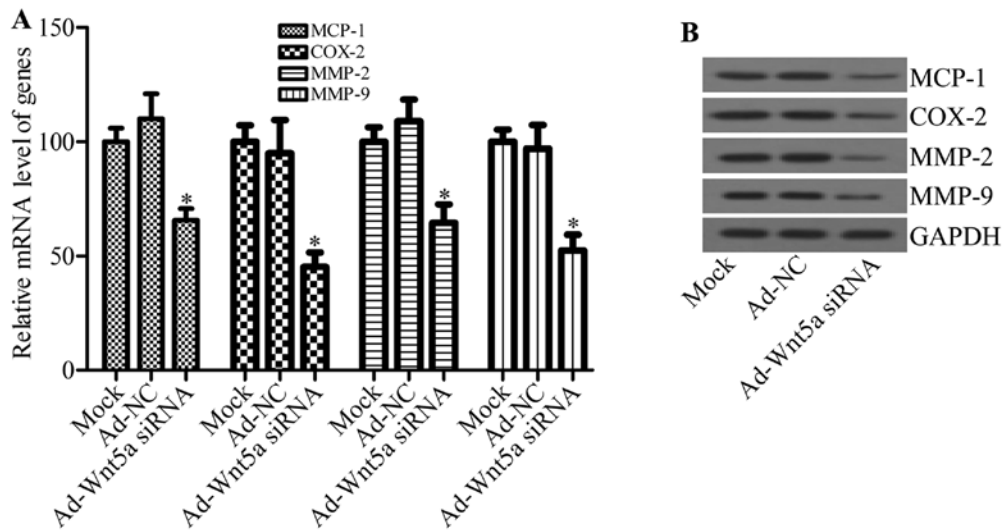 A
Relative mRNA level of genes
150
100
50
0
MCP-1
COX-2
MMP-2
MMP-9
*
*
*
*
Mock
Ad-NC
Ad-Wnt5a siRNA
Mock
Ad-NC
Ad-Wnt5a siRNA
Mock
Ad-NC
Ad-Wnt5a siRNA
Mock
Ad-NC
Ad-Wnt5a siRNA
B
MCP-1
COX-2
MMP-2
MMP-9
GAPDH
Mock
Ad-NC
Ad-Wnt5a siRNA